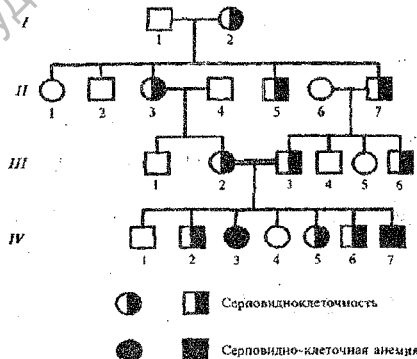 I
1 2
II
1 2 3 4 5 6 7
III
1 2 3 4 5 6
IV
1 2 3 4 5 6 7
Серповидноклеточность
Серповидно-клеточная анемия